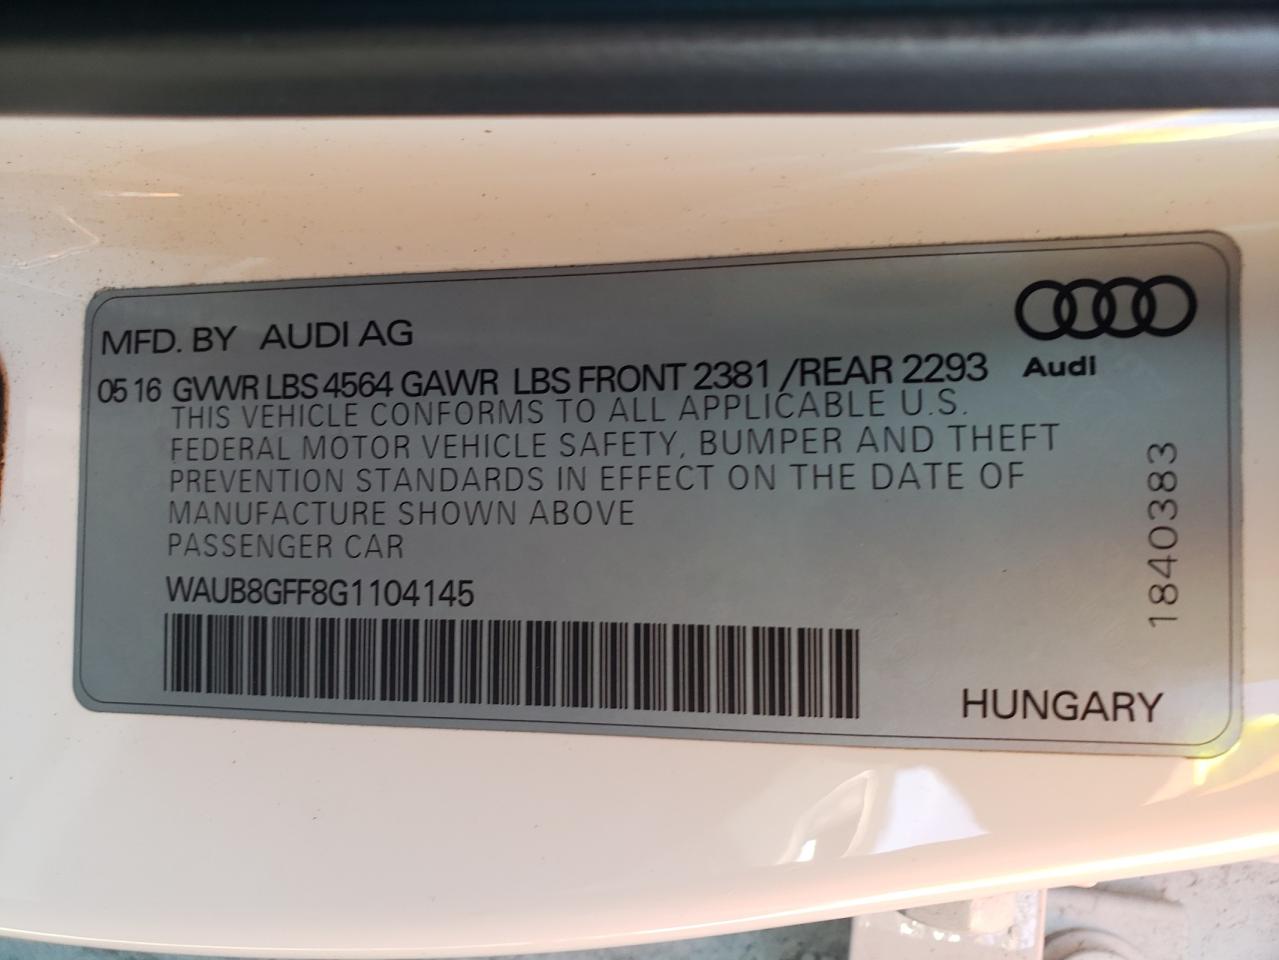 MFD. BY AUDI AG
Audi
05 16 GVWR LBS 4564 GAWR LBS FRONT 2381 /REAR 2293
THIS VEHICLE CONFORMS TO ALL APPLICABLE U.S.
FEDERAL MOTOR VEHICLE SAFETY, BUMPER AND THEFT
PREVENTION STANDARDS IN EFFECT ON THE DATE OF
MANUFACTURE SHOWN ABOVE
PASSENGER CAR
WAUB8GFF8G1104145
1840383
HUNGARY